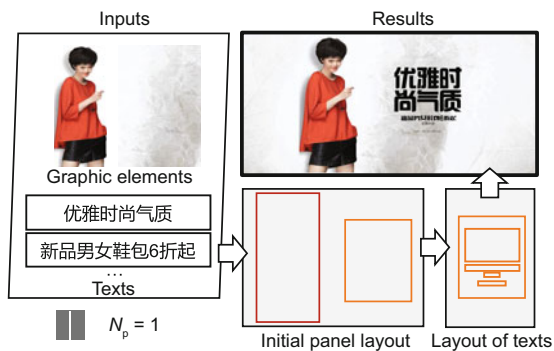 Inputs
Results
优雅时
尚气质
Graphic elements
优雅时尚气质
新品男女鞋包6折起
…
Texts
Np = 1
Initial panel layout
Layout of texts